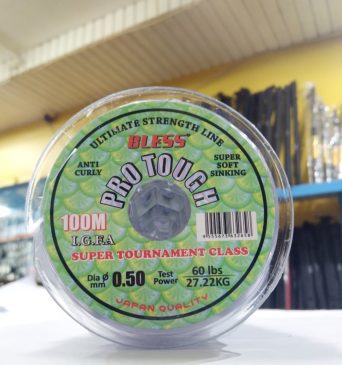 ULTIMATE STRENGTH LINE
BLESS
ANTI CURLY
SUPER SOFT SINKING
PRO TOUGH
100M
I.G.F.A
SUPER TOURNAMENT CLASS
Dia Ø mm
0.50
Test Power
60 lbs
27.22KG
JAPAN QUALITY